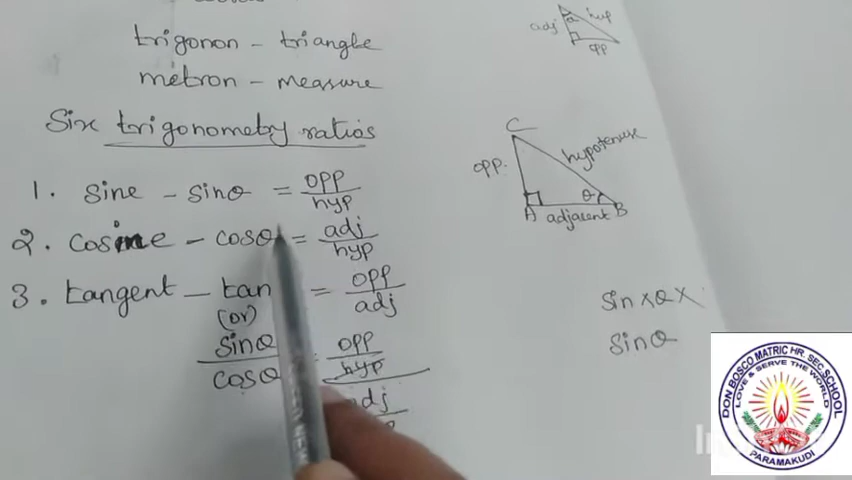 trigonon - triangle
metron - measure
Six trigonometry ratios
1. sine - sinθ = opp/hyp
2. cosine - cosθ = adj/hyp
3. tangent - tan = opp/adj
(or)
sinθ/cosθ = opp/hyp
adj
adj hyp
opp
C
opp. hypotenuse
θ
A adjacent B
sin x θ x
sinθ
DON BOSCO MATRIC HR. SEC. SCHOOL
LOVE & SERVE THE WORLD
PARAMAKUDI